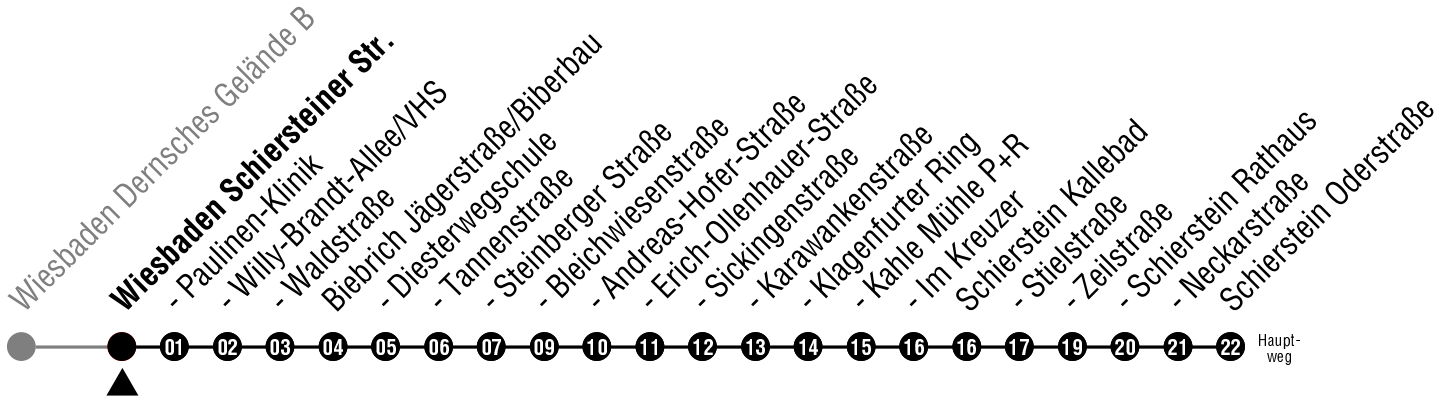 Wiesbaden Dernsches Gelände B
Wiesbaden Schiersteiner Str.
- Paulinen-Klinik
- Willy-Brandt-Allee/VHS
- Waldstraße
Biebrich Jägerstraße/Biberbau
- Diesterwegschule
- Tannenstraße
- Steinberger Straße
- Bleichwiesenstraße
- Andreas-Hofer-Straße
- Erich-Ollenhauer-Straße
- Sickingenstraße
- Karawankenstraße
- Klagenfurter Ring
- Kahle Mühle P+R
- Im Kreuzer
Schierstein Kallebad
- Stielstraße
- Zeilstraße
- Schierstein Rathaus
- Neckarstraße
Schierstein Oderstraße
01 02 03 04 05 06 07 09 10 11 12 13 14 15 16 16 17 19 20 21 22
Haupt-
weg